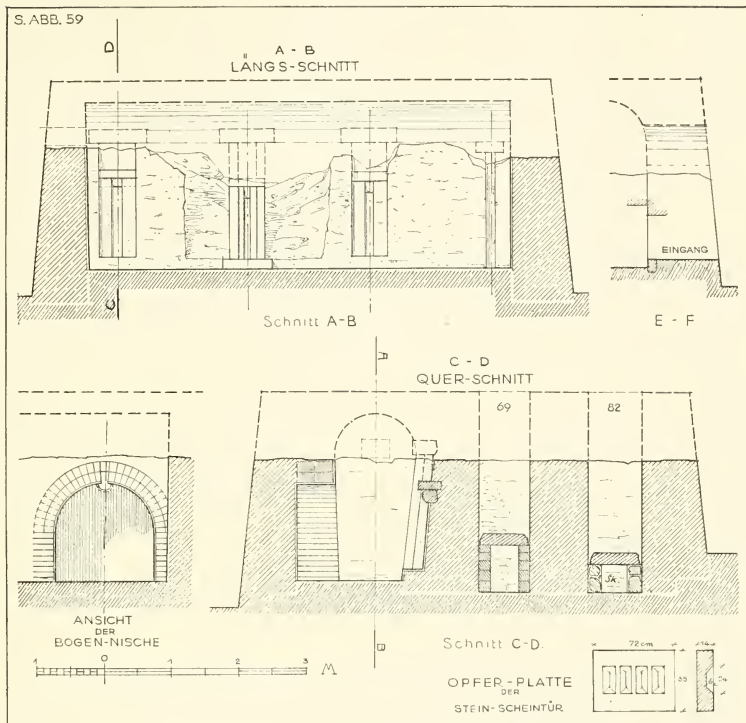 S. ABB. 59
D
A - B
LÄNGS-SCHNITT
C
Schnitt A-B
EINGANG
E - F
A
C - D
QUER-SCHNITT
69
82
Sk.
B
ANSICHT
DER
BOGEN-NISCHE
1 0 1 2 3 M
Schnitt C-D.
OPFER-PLATTE
DER
STEIN-SCHEINTÜR
72 cm